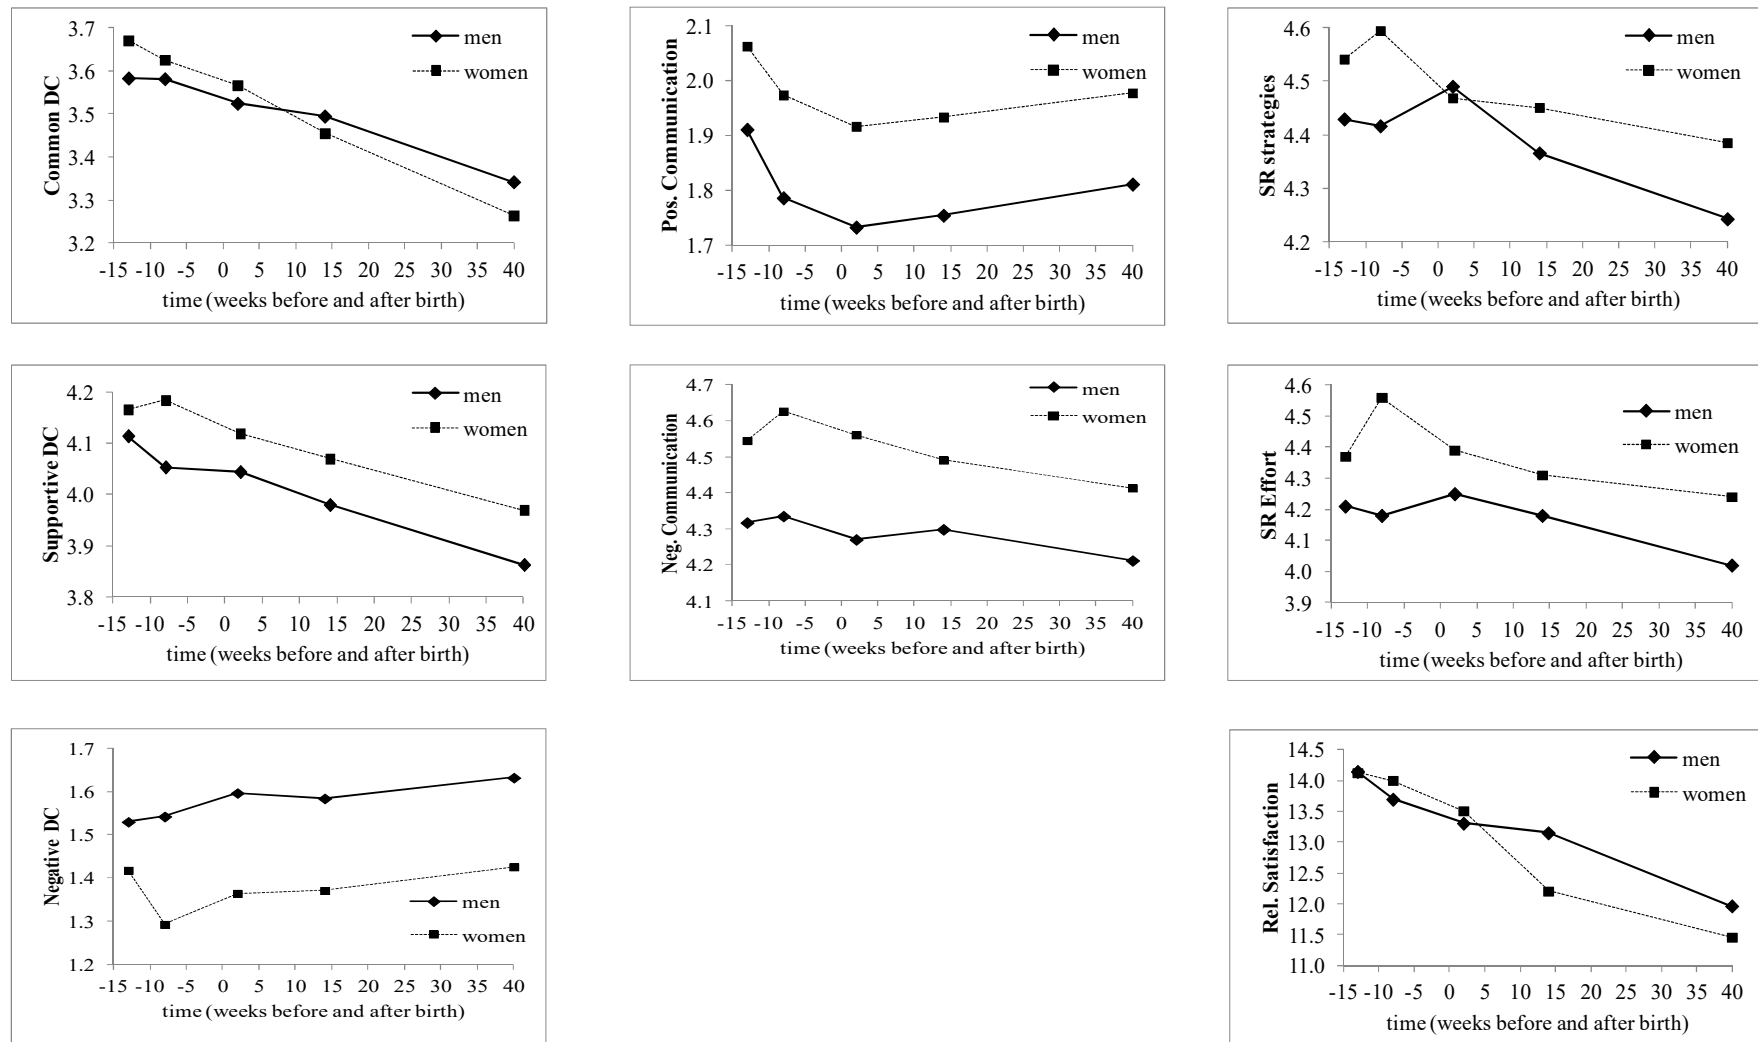 Common DC
3.7
3.6
3.5
3.4
3.3
3.2
-15 -10 -5 0 5 10 15 20 25 30 35 40
time (weeks before and after birth)
men
women
Pos. Communication
2.1
2.0
1.9
1.8
1.7
-15 -10 -5 0 5 10 15 20 25 30 35 40
time (weeks before and after birth)
men
women
SR strategies
4.6
4.5
4.4
4.3
4.2
-15 -10 -5 0 5 10 15 20 25 30 35 40
time (weeks before and after birth)
men
women
Supportive DC
4.2
4.1
4.0
3.9
3.8
-15 -10 -5 0 5 10 15 20 25 30 35 40
time (weeks before and after birth)
men
women
Neg. Communication
4.7
4.6
4.5
4.4
4.3
4.2
4.1
-15 -10 -5 0 5 10 15 20 25 30 35 40
time (weeks before and after birth)
men
women
SR Effort
4.6
4.5
4.4
4.3
4.2
4.1
4.0
3.9
-15 -10 -5 0 5 10 15 20 25 30 35 40
time (weeks before and after birth)
men
women
Negative DC
1.7
1.6
1.5
1.4
1.3
1.2
-15 -10 -5 0 5 10 15 20 25 30 35 40
time (weeks before and after birth)
men
women
Rel. Satisfaction
14.5
14.0
13.5
13.0
12.5
12.0
11.5
11.0
-15 -10 -5 0 5 10 15 20 25 30 35 40
time (weeks before and after birth)
men
women